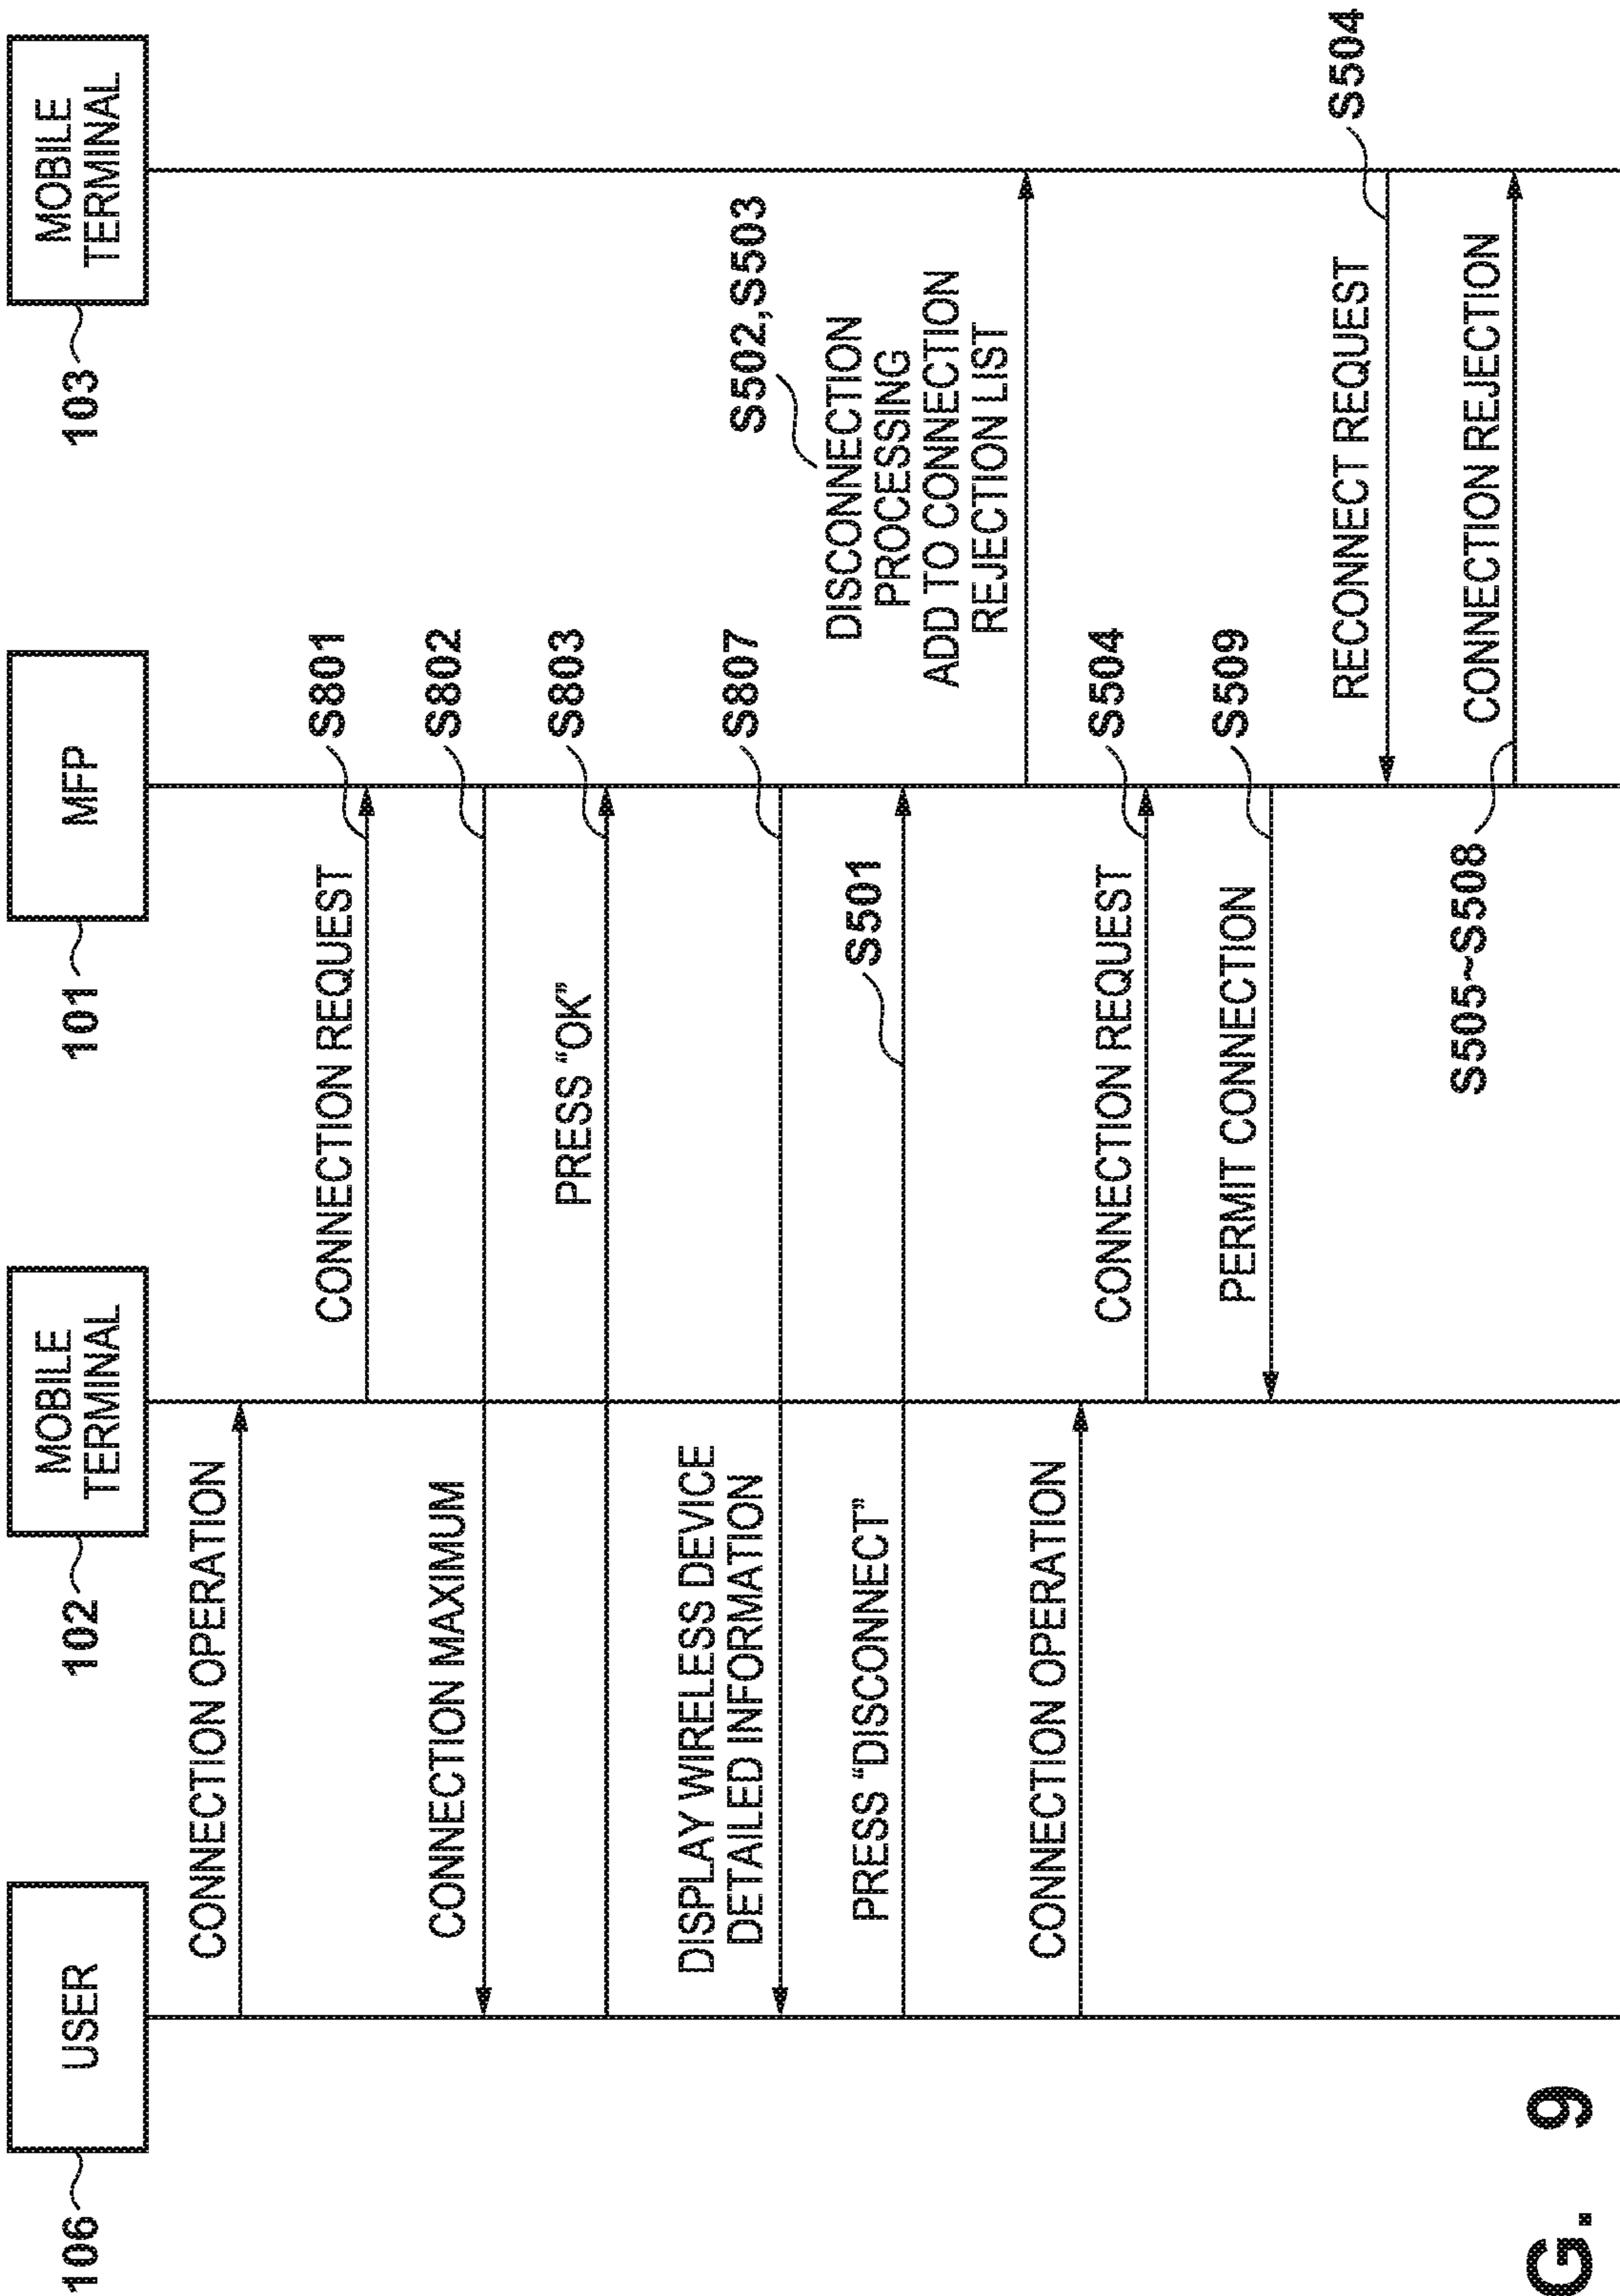 106
USER
102
MOBILE
TERMINAL
101
MFP
103
MOBILE
TERMINAL
CONNECTION OPERATION
CONNECTION REQUEST
S801
CONNECTION MAXIMUM
S802
PRESS “OK”
S803
DISPLAY WIRELESS DEVICE
DETAILED INFORMATION
S807
PRESS “DISCONNECT”
S501
S502,S503
DISCONNECTION
PROCESSING
ADD TO CONNECTION
REJECTION LIST
CONNECTION OPERATION
CONNECTION REQUEST
S504
PERMIT CONNECTION
S509
RECONNECT REQUEST
S504
S505~S508
CONNECTION REJECTION
G. 9